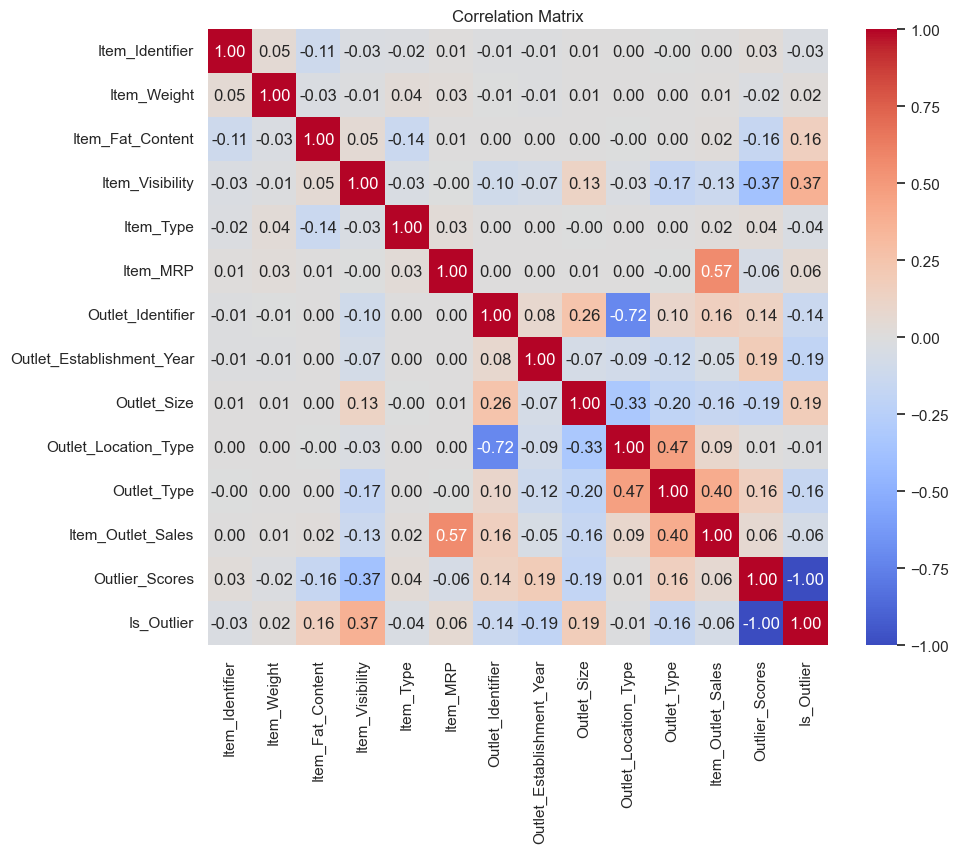 Correlation Matrix
Item_Identifier 1.00 0.05 -0.11 -0.03 -0.02 0.01 -0.01 -0.01 0.01 0.00 -0.00 0.00 0.03 -0.03
Item_Weight 0.05 1.00 -0.03 -0.01 0.04 0.03 -0.01 -0.01 0.01 0.00 0.00 0.01 -0.02 0.02
Item_Fat_Content -0.11 -0.03 1.00 0.05 -0.14 0.01 0.00 0.00 0.00 -0.00 0.00 0.02 -0.16 0.16
Item_Visibility -0.03 -0.01 0.05 1.00 -0.03 -0.00 -0.10 -0.07 0.13 -0.03 -0.17 -0.13 -0.37 0.37
Item_Type -0.02 0.04 -0.14 -0.03 1.00 0.03 0.00 0.00 -0.00 0.00 0.00 0.02 0.04 -0.04
Item_MRP 0.01 0.03 0.01 -0.00 0.03 1.00 0.00 0.00 0.01 0.00 -0.00 0.57 -0.06 0.06
Outlet_Identifier -0.01 -0.01 0.00 -0.10 0.00 0.00 1.00 0.08 0.26 -0.72 0.10 0.16 0.14 -0.14
Outlet_Establishment_Year -0.01 -0.01 0.00 -0.07 0.00 0.00 0.08 1.00 -0.07 -0.09 -0.12 -0.05 0.19 -0.19
Outlet_Size 0.01 0.01 0.00 0.13 -0.00 0.01 0.26 -0.07 1.00 -0.33 -0.20 -0.16 -0.19 0.19
Outlet_Location_Type 0.00 0.00 -0.00 -0.03 0.00 0.00 -0.72 -0.09 -0.33 1.00 0.47 0.09 0.01 -0.01
Outlet_Type -0.00 0.00 0.00 -0.17 0.00 -0.00 0.10 -0.12 -0.20 0.47 1.00 0.40 0.16 -0.16
Item_Outlet_Sales 0.00 0.01 0.02 -0.13 0.02 0.57 0.16 -0.05 -0.16 0.09 0.40 1.00 0.06 -0.06
Outlier_Scores 0.03 -0.02 -0.16 -0.37 0.04 -0.06 0.14 0.19 -0.19 0.01 0.16 0.06 1.00 -1.00
Is_Outlier -0.03 0.02 0.16 0.37 -0.04 0.06 -0.14 -0.19 0.19 -0.01 -0.16 -0.06 -1.00 1.00
Item_Identifier
Item_Weight
Item_Fat_Content
Item_Visibility
Item_Type
Item_MRP
Outlet_Identifier
Outlet_Establishment_Year
Outlet_Size
Outlet_Location_Type
Outlet_Type
Item_Outlet_Sales
Outlier_Scores
Is_Outlier
1.00
0.75
0.50
0.25
0.00
-0.25
-0.50
-0.75
-1.00